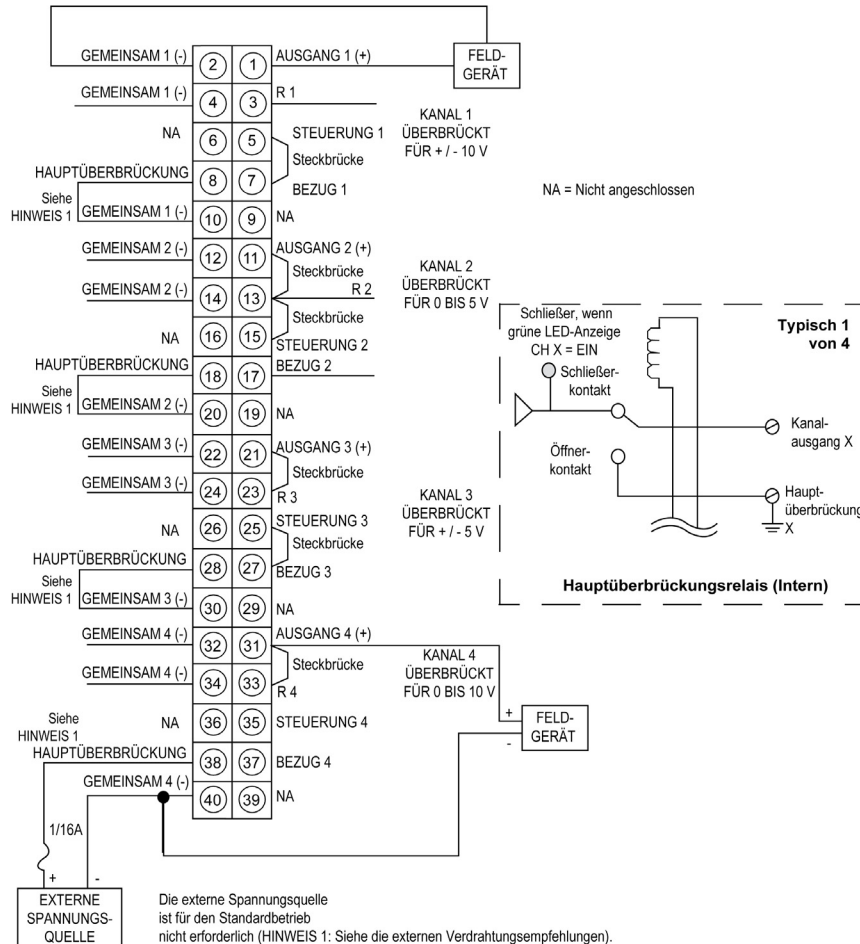 GEMEINSAM 1 (-)
2
1
AUSGANG 1 (+)
FELD-
GERÄT
GEMEINSAM 1 (-)
4
3
R 1
KANAL 1
ÜBERBRÜCKT
FÜR + / - 10 V
NA
6
5
STEUERUNG 1
Steckbrücke
HAUPTÜBERBRÜCKUNG
8
7
BEZUG 1
NA = Nicht angeschlossen
Siehe
HINWEIS 1
GEMEINSAM 1 (-)
10
9
NA
GEMEINSAM 2 (-)
12
11
AUSGANG 2 (+)
Steckbrücke
KANAL 2
ÜBERBRÜCKT
FÜR 0 BIS 5 V
GEMEINSAM 2 (-)
14
13
R 2
Steckbrücke
NA
16
15
STEUERUNG 2
HAUPTÜBERBRÜCKUNG
18
17
BEZUG 2
Siehe
HINWEIS 1
GEMEINSAM 2 (-)
20
19
NA
GEMEINSAM 3 (-)
22
21
AUSGANG 3 (+)
Steckbrücke
GEMEINSAM 3 (-)
24
23
R 3
KANAL 3
ÜBERBRÜCKT
FÜR + / - 5 V
NA
26
25
STEUERUNG 3
Steckbrücke
HAUPTÜBERBRÜCKUNG
28
27
BEZUG 3
Siehe
HINWEIS 1
GEMEINSAM 3 (-)
30
29
NA
GEMEINSAM 4 (-)
32
31
AUSGANG 4 (+)
Steckbrücke
KANAL 4
ÜBERBRÜCKT
FÜR 0 BIS 10 V
GEMEINSAM 4 (-)
34
33
R 4
+
-
FELD-
GERÄT
Siehe
HINWEIS 1
NA
36
35
STEUERUNG 4
HAUPTÜBERBRÜCKUNG
38
37
BEZUG 4
GEMEINSAM 4 (-)
40
39
NA
1/16A
+
-
EXTERNE
SPANNUNGS-
QUELLE
Die externe Spannungsquelle
ist für den Standardbetrieb
nicht erforderlich (HINWEIS 1: Siehe die externen Verdrahtungsempfehlungen).
Typisch 1
von 4
Schließer, wenn
grüne LED-Anzeige
CH X = EIN
Schließer-
kontakt
Kanal-
ausgang X
Öffner-
kontakt
Haupt-
überbrückung
X
Hauptüberbrückungsrelais (Intern)